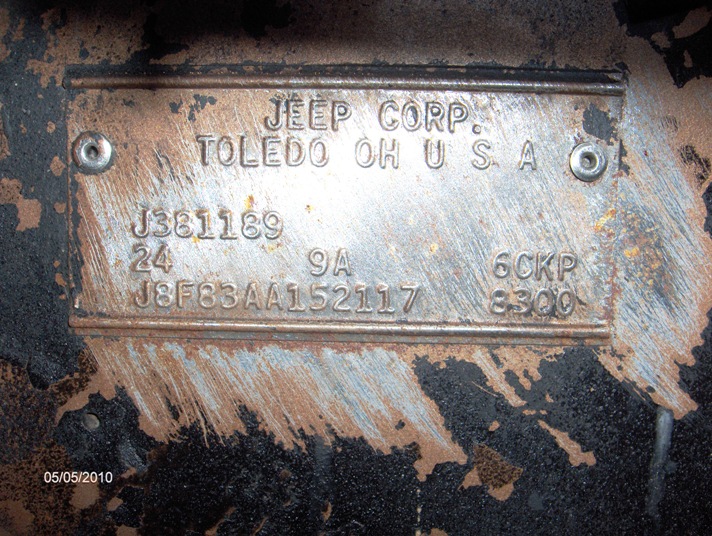 JEEP CORP.
TOLEDO OH U S A
J381189
24 9A 6CKP
J8F83AA152117 8300
05/05/2010